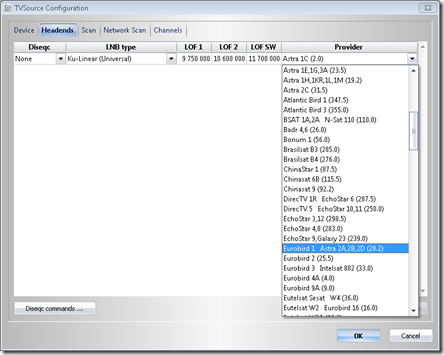 TVSource Configuration
Device Headends Scan Network Scan Channels
Diseqc LNB type LOF 1 LOF 2 LOF SW Provider
None Ku-Linear (Universal) 9 750 000 10 600 000 11 700 000 Astra 1C (2.0)
Astra 1E,1G,3A (23.5)
Astra 1H,1KR,1L,1M (19.2)
Astra 2C (31.5)
Atlantic Bird 1 (347.5)
Atlantic Bird 3 (355.0)
BSAT 1A,2A N-Sat 110 (110.0)
Badr 4,6 (26.0)
Bonum 1 (56.0)
Brasilsat B3 (285.0)
Brasilsat B4 (276.0)
ChinaStar 1 (87.5)
Chinasat 6B (115.5)
Chinasat 9 (92.2)
DirecTV 1R EchoStar 6 (287.5)
DirecTV 5 EchoStar 10,11 (250.0)
EchoStar 3,12 (298.5)
EchoStar 4,8 (283.0)
EchoStar 9,Galaxy 23 (239.0)
Eurobird 1 Astra 2A,2B,2D (28.2)
Eurobird 2 (25.5)
Eurobird 3 Intelsat 802 (33.0)
Eurobird 4A (4.0)
Eurobird 9A (9.0)
Eutelsat Sesat W4 (36.0)
Eutelsat W2 Eurobird 16 (16.0)
Diseqc commands ...
OK Cancel